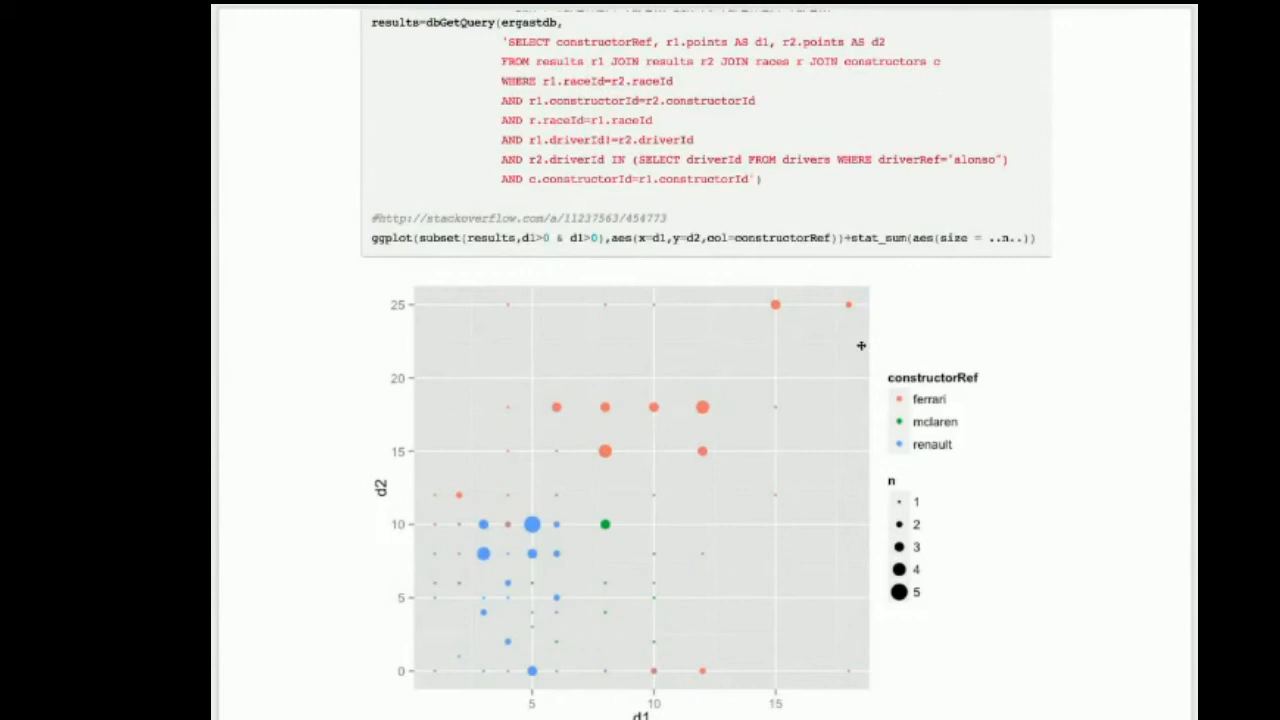 results=dbGetQuery(ergastdb,
'SELECT constructorRef, r1.points AS d1, r2.points AS d2
FROM results r1 JOIN results r2 JOIN races r JOIN constructors c
WHERE r1.raceId=r2.raceId
AND r1.constructorId=r2.constructorId
AND r.raceId=r1.raceId
AND r1.driverId!=r2.driverId
AND r2.driverId IN (SELECT driverId FROM drivers WHERE driverRef="alonso")
AND c.constructorId=r1.constructorId')
#http://stackoverflow.com/a/11237563/454773
ggplot(subset(results,d1>0 & d1>0),aes(x=d1,y=d2,col=constructorRef))+stat_sum(aes(size = ..n..))
25
20
15
10
5
0
d2
5
10
15
d1
constructorRef
ferrari
mclaren
renault
n
1
2
3
4
5